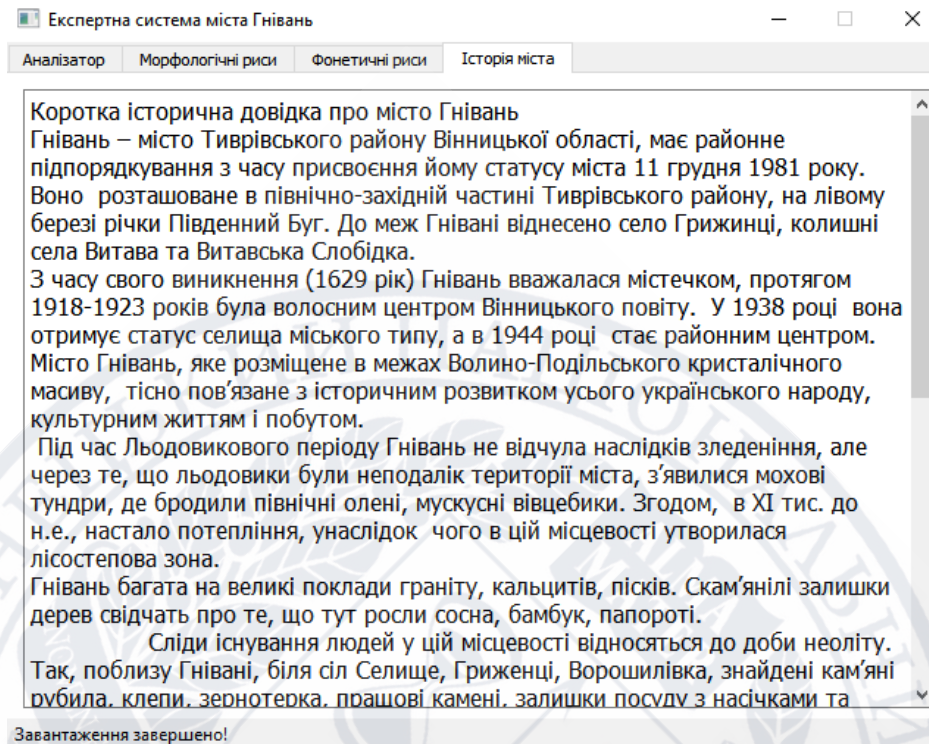 Експертна система міста Гнівань
Аналізатор Морфологічні риси Фонетичні риси Історія міста
Коротка історична довідка про місто Гнівань
Гнівань – місто Тиврівського району Вінницької області, має районне
підпорядкування з часу присвоєння йому статусу міста 11 грудня 1981 року.
Воно розташоване в північно-західній частині Тиврівського району, на лівому
березі річки Південний Буг. До меж Гнівані віднесено село Грижинці, колишні
села Витава та Витавська Слобідка.
З часу свого виникнення (1629 рік) Гнівань вважалася містечком, протягом
1918-1923 років була волосним центром Вінницького повіту. У 1938 році вона
отримує статус селища міського типу, а в 1944 році стає районним центром.
Місто Гнівань, яке розміщене в межах Волино-Подільського кристалічного
масиву, тісно пов’язане з історичним розвитком усього українського народу,
культурним життям і побутом.
Під час Льодовикового періоду Гнівань не відчула наслідків зледеніння, але
через те, що льодовики були неподалік території міста, з’явилися мохові
тундри, де бродили північні олені, мускусні вівцебики. Згодом, в XI тис. до
н.е., настало потепління, унаслідок чого в цій місцевості утворилася
лісостепова зона.
Гнівань багата на великі поклади граніту, кальцитів, пісків. Скам’янілі залишки
дерев свідчать про те, що тут росли сосна, бамбук, папороті.
Сліди існування людей у цій місцевості відносяться до доби неоліту.
Так, поблизу Гнівані, біля сіл Селище, Гриженці, Ворошилівка, знайдені кам’яні
рубила, клепи, зернотерка, пращові камені, залишки посуду з насічками та
Завантаження завершено!